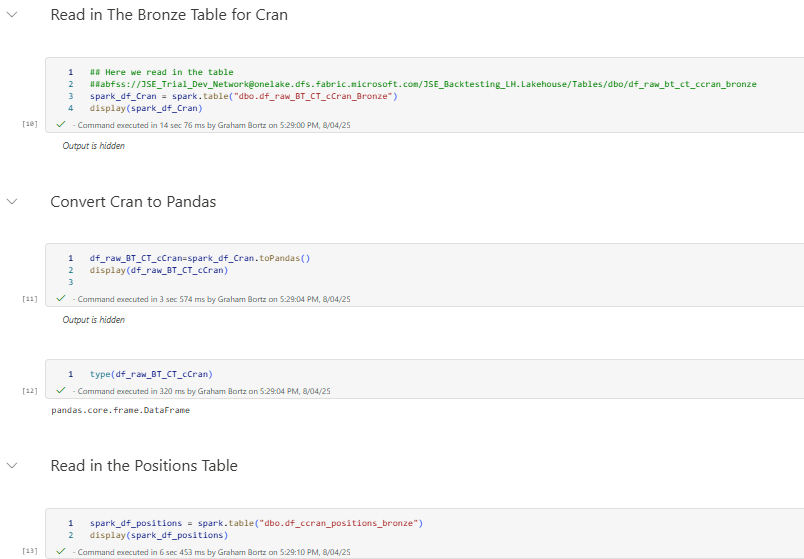 Read in The Bronze Table for Cran
1 ## Here we read in the table
2 ##abfss://JSE_Trial_Dev_Network@onelake.dfs.fabric.microsoft.com/JSE_Backtesting_LH.Lakehouse/Tables/dbo/df_raw_bt_ct_ccran_bronze
3 spark_df_Cran = spark.table("dbo.df_raw_BT_CT_cCran_Bronze")
4 display(spark_df_Cran)
[10] - Command executed in 14 sec 76 ms by Graham Bortz on 5:29:00 PM, 8/04/25
Output is hidden
Convert Cran to Pandas
1 df_raw_BT_CT_cCran=spark_df_Cran.toPandas()
2 display(df_raw_BT_CT_cCran)
3
[11] - Command executed in 3 sec 574 ms by Graham Bortz on 5:29:04 PM, 8/04/25
Output is hidden
1 type(df_raw_BT_CT_cCran)
[12] - Command executed in 320 ms by Graham Bortz on 5:29:04 PM, 8/04/25
pandas.core.frame.DataFrame
Read in the Positions Table
1 spark_df_positions = spark.table("dbo.df_ccran_positions_bronze")
2 display(spark_df_positions)
[13] - Command executed in 6 sec 453 ms by Graham Bortz on 5:29:10 PM, 8/04/25